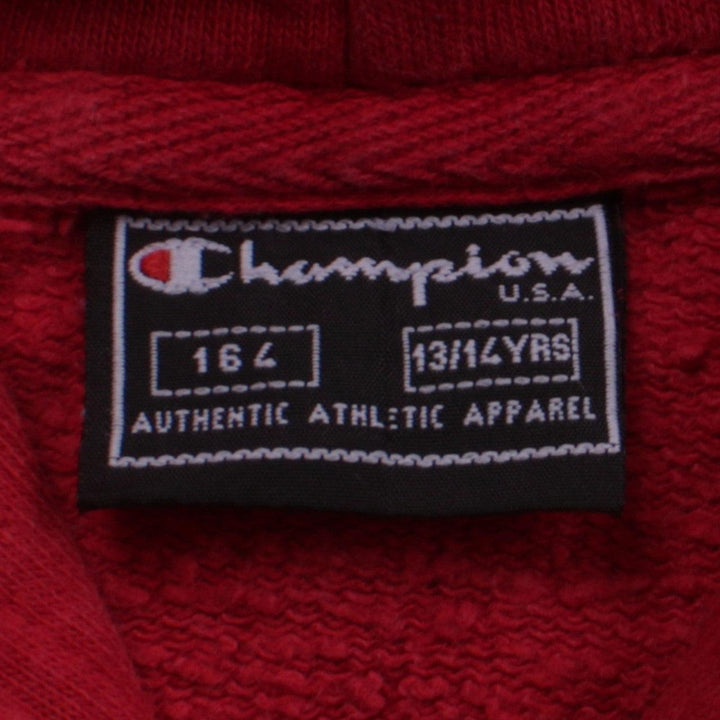 Champion
U.S.A.
164 13/14YRS
AUTHENTIC ATHLETIC APPAREL